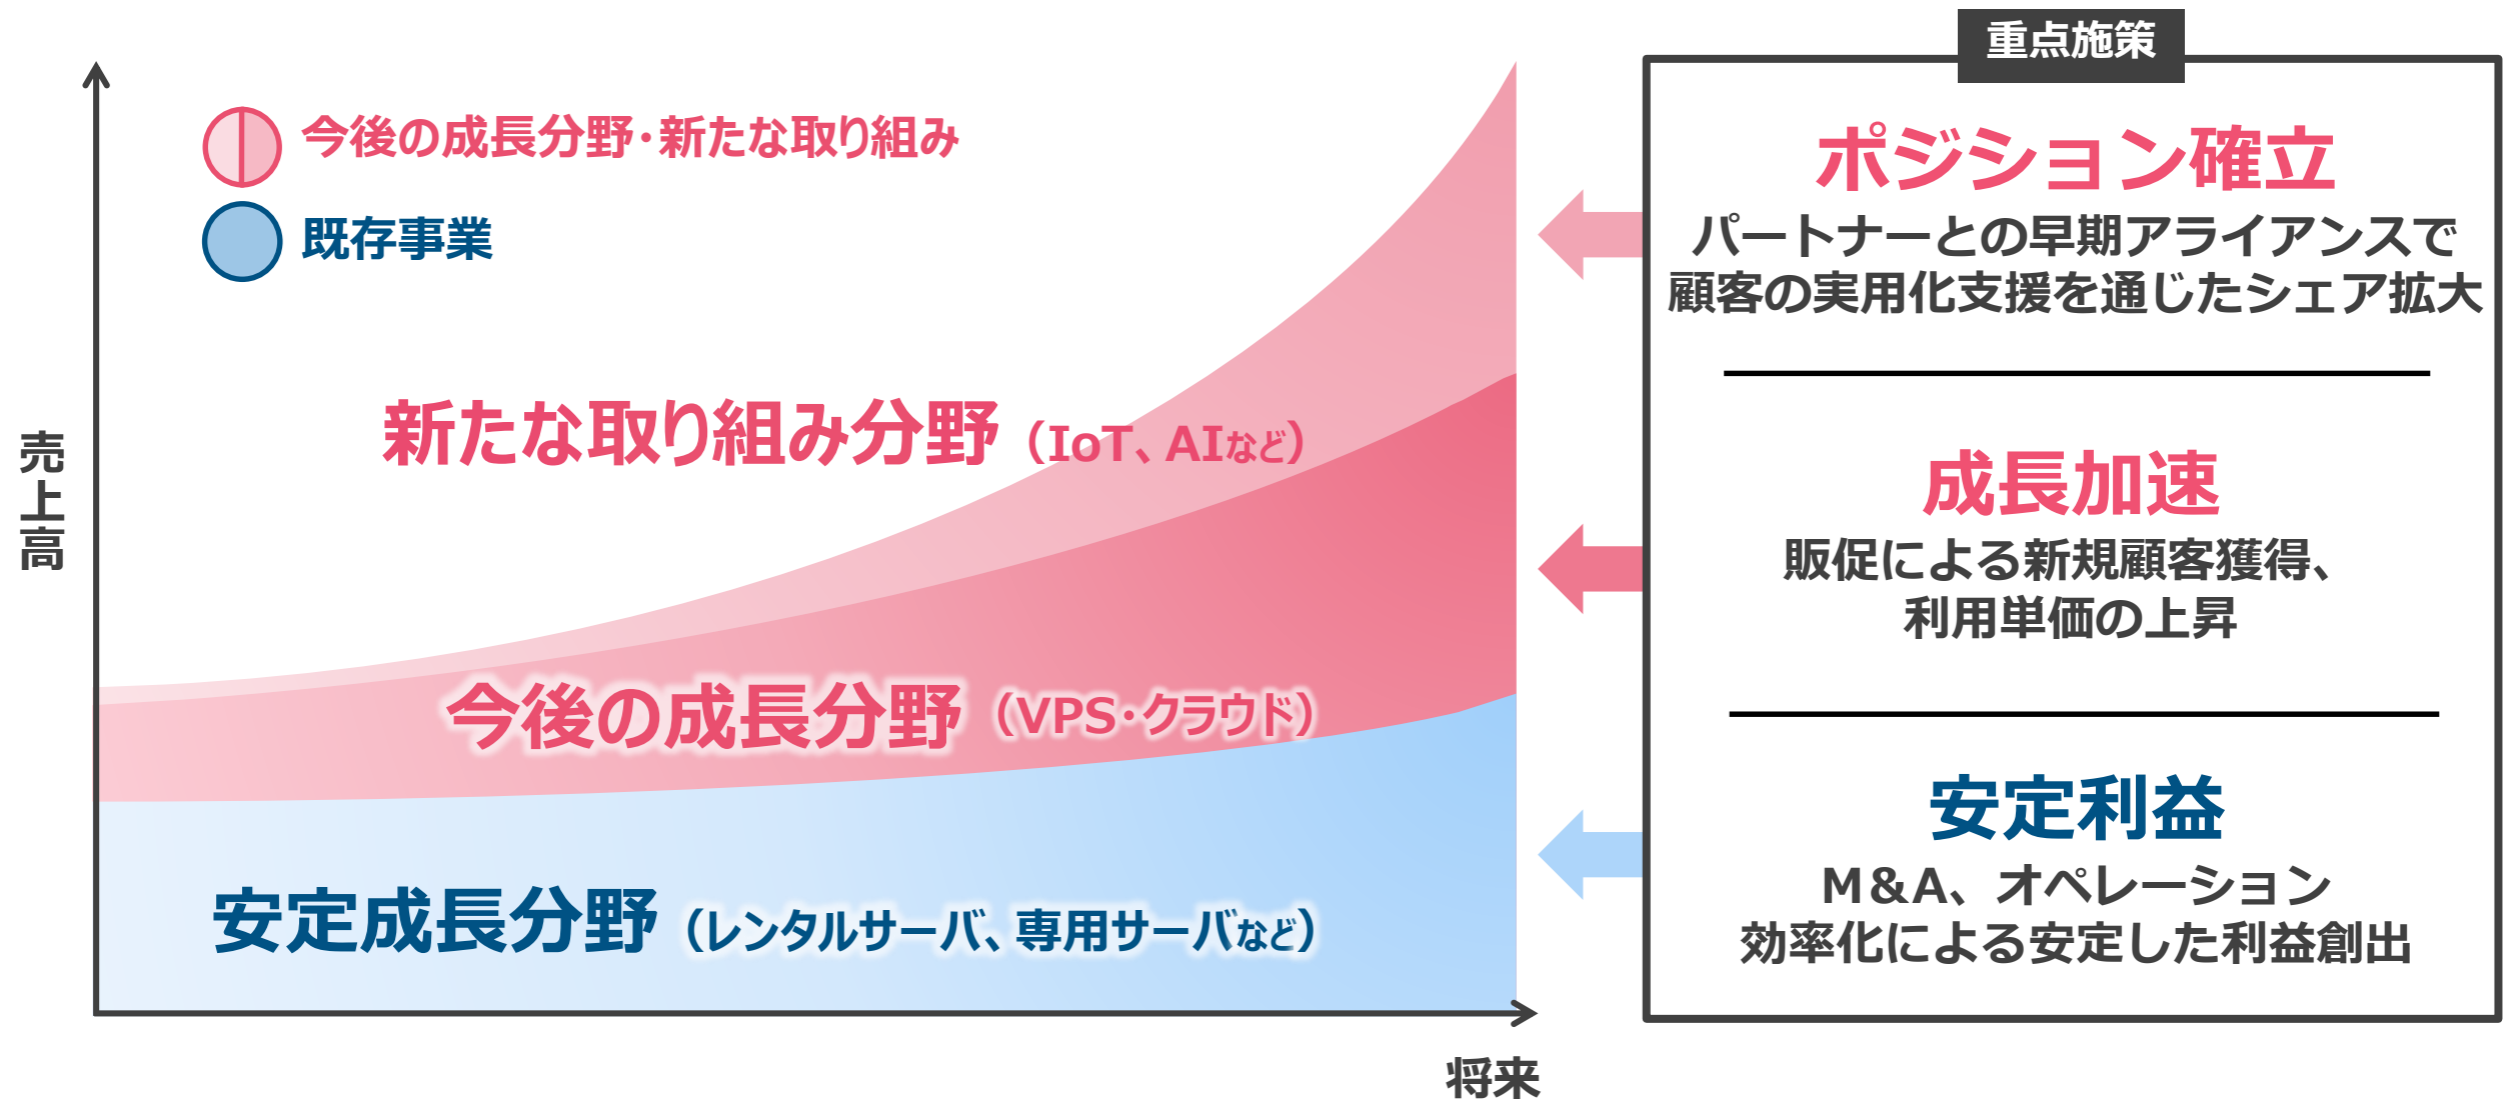 今後の成長分野・新たな取り組み
既存事業
売上高
新たな取り組み分野（IoT、AIなど）
今後の成長分野（VPS・クラウド）
安定成長分野（レンタルサーバ、専用サーバなど）
将来
重点施策
ポジション確立
パートナーとの早期アライアンスで
顧客の実用化支援を通じたシェア拡大
成長加速
販促による新規顧客獲得、
利用単価の上昇
安定利益
M＆A、オペレーション
効率化による安定した利益創出